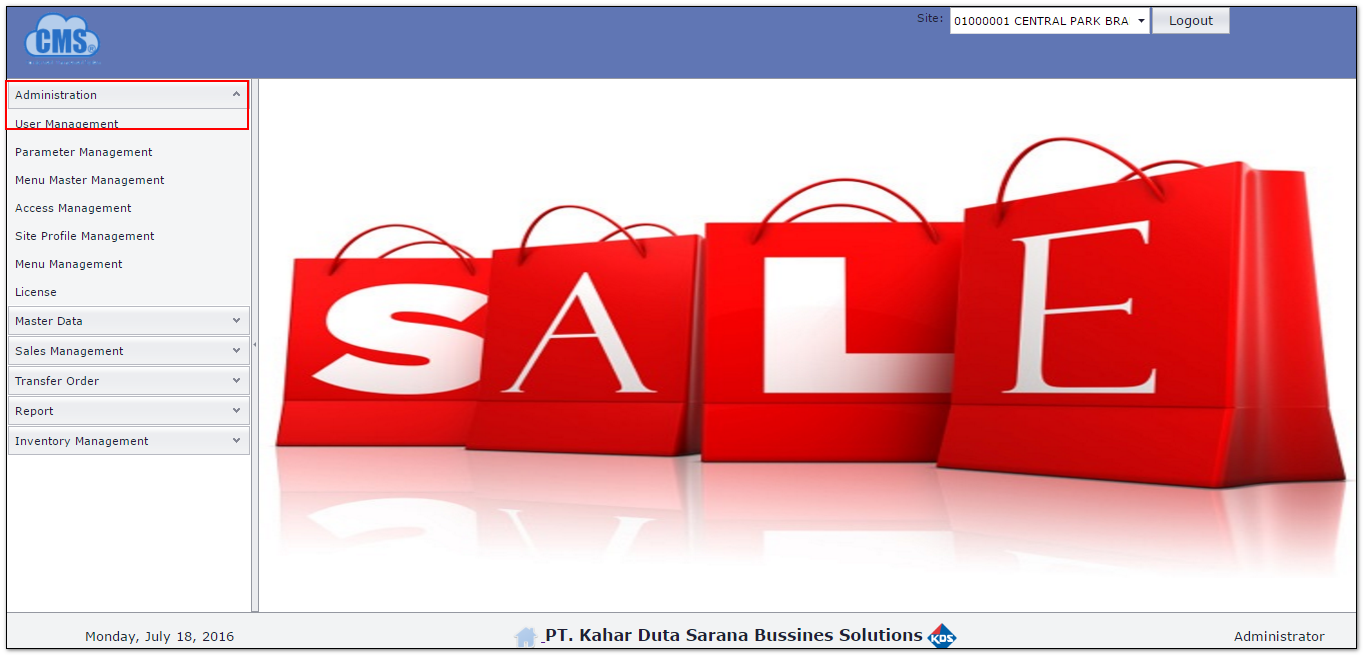 CMS®
Site: 01000001 CENTRAL PARK BRA Logout
Administration
User Management
Parameter Management
Menu Master Management
Access Management
Site Profile Management
Menu Management
License
Master Data
Sales Management
Transfer Order
Report
Inventory Management
SALE
Monday, July 18, 2016
PT. Kahar Duta Sarana Bussines Solutions KDS
Administrator